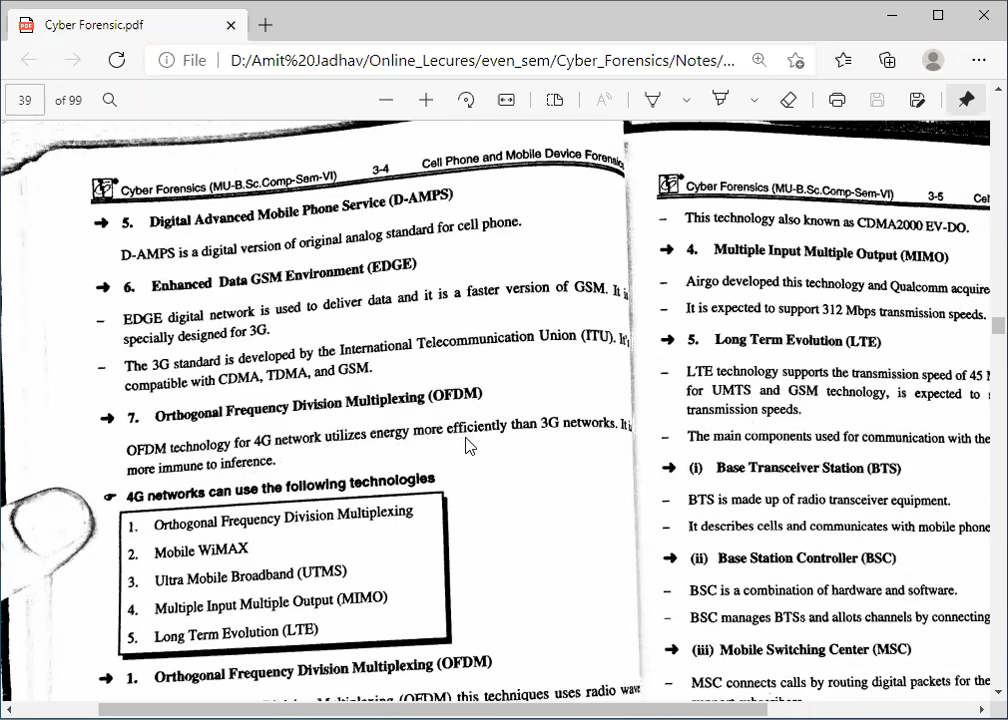 Cyber Forensic.pdf
File
D:/Amit%20Jadhav/Online_Lecures/even_sem/Cyber_Forensics/Notes/...
39 of 99
Cyber Forensics (MU-B.Sc.Comp-Sem-VI) 3-4 Cell Phone and Mobile Device
5. Digital Advanced Mobile Phone Service (D-AMPS)
D-AMPS is a digital version of original analog standard for cell phone.
6. Enhanced Data GSM Environment (EDGE)
– EDGE digital network is used to deliver data and it is a faster version of GSM. It
specially designed for 3G.
– The 3G standard is developed by the International Telecommunication Union (ITU).
compatible with CDMA, TDMA, and GSM.
7. Orthogonal Frequency Division Multiplexing (OFDM)
OFDM technology for 4G network utilizes energy more efficiently than 3G networks. It
more immune to inference.
4G networks can use the following technologies
1. Orthogonal Frequency Division Multiplexing
2. Mobile WiMAX
3. Ultra Mobile Broadband (UTMS)
4. Multiple Input Multiple Output (MIMO)
5. Long Term Evolution (LTE)
1. Orthogonal Frequency Division Multiplexing (OFDM)
(OFDM) this techniques uses radio
Cyber Forensics (MU-B.Sc.Comp-Sem-VI) 3-5
– This technology also known as CDMA2000 EV-DO.
4. Multiple Input Multiple Output (MIMO)
– Airgo developed this technology and Qualcomm
– It is expected to support 312 Mbps transmission speeds.
5. Long Term Evolution (LTE)
– LTE technology supports the transmission speed of 45
for UMTS and GSM technology, is expected to
transmission speeds.
– The main components used for communication with the
(i) Base Transceiver Station (BTS)
– BTS is made up of radio transceiver equipment.
– It describes cells and communicates with mobile phone
(ii) Base Station Controller (BSC)
– BSC is a combination of hardware and software.
– BSC manages BTSs and allots channels by connecting
(iii) Mobile Switching Center (MSC)
– MSC connects calls by routing digital packets for the